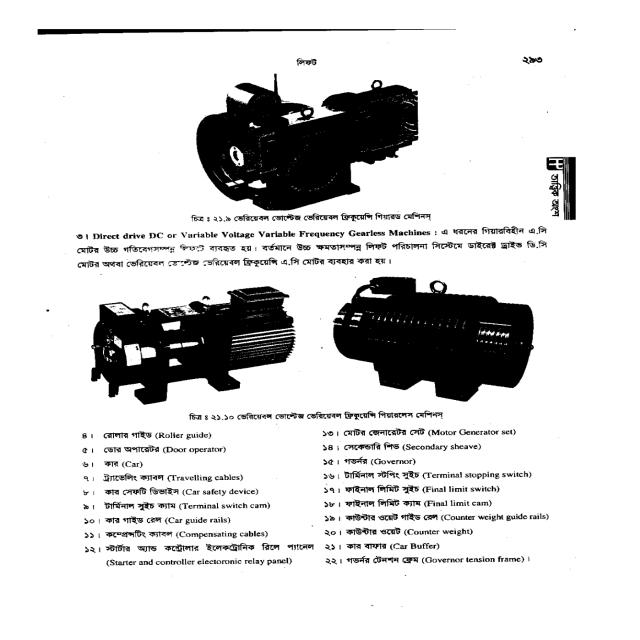 লিফট ২৯৩
তাত্ত্বিক অংশ
চিত্র ঃ ২১.৯ ভেরিয়েবল ভোল্টেজ ভেরিয়েবল ফ্রিকুয়েন্সি গিয়ারড মেশিনস্
৩। Direct drive DC or Variable Voltage Variable Frequency Gearless Machines : এ ধরনের গিয়ারবিহীন এ.সি
মোটর উচ্চ গতিবেগসম্পন্ন লিফটে ব্যবহৃত হয়। বর্তমানে উচ্চ ক্ষমতাসম্পন্ন লিফট পরিচালনা সিস্টেমে ডাইরেক্ট ড্রাইভ ডি.সি
মোটর অথবা ভেরিয়েবল ভোল্টেজ ভেরিয়েবল ফ্রিকুয়েন্সি এ.সি মোটর ব্যবহার করা হয়।
চিত্র ঃ ২১.১০ ভেরিয়েবল ভোল্টেজ ভেরিয়েবল ফ্রিকুয়েন্সি গিয়ারলেস মেশিনস্
৪। রোলার গাইড (Roller guide)
৫। ডোর অপারেটর (Door operator)
৬। কার (Car)
৭। ট্র্যাভেলিং ক্যাবল (Travelling cables)
৮। কার সেফটি ডিভাইস (Car safety device)
৯। টার্মিনাল সুইচ ক্যাম (Terminal switch cam)
১০। কার গাইড রেল (Car guide rails)
১১। কম্পেন্সটিং ক্যাবল (Compensating cables)
১২। স্টার্টার অ্যান্ড কন্ট্রোলার ইলেকট্রোনিক রিলে প্যানেল
(Starter and controller electoronic relay panel)
১৩। মোটর জেনারেটর সেট (Motor Generator set)
১৪। সেকেন্ডারি শিভ (Secondary sheave)
১৫। গভর্নর (Governor)
১৬। টার্মিনাল স্টপিং সুইচ (Terminal stopping switch)
১৭। ফাইনাল লিমিট সুইচ (Final limit switch)
১৮। ফাইনাল লিমিট ক্যাম (Final limit cam)
১৯। কাউন্টার ওয়েট গাইড রেল (Counter weight guide rails)
২০। কাউন্টার ওয়েট (Counter weight)
২১। কার বাফার (Car Buffer)
২২। গভর্নর টেনশন ফ্রেম (Governor tension frame)।